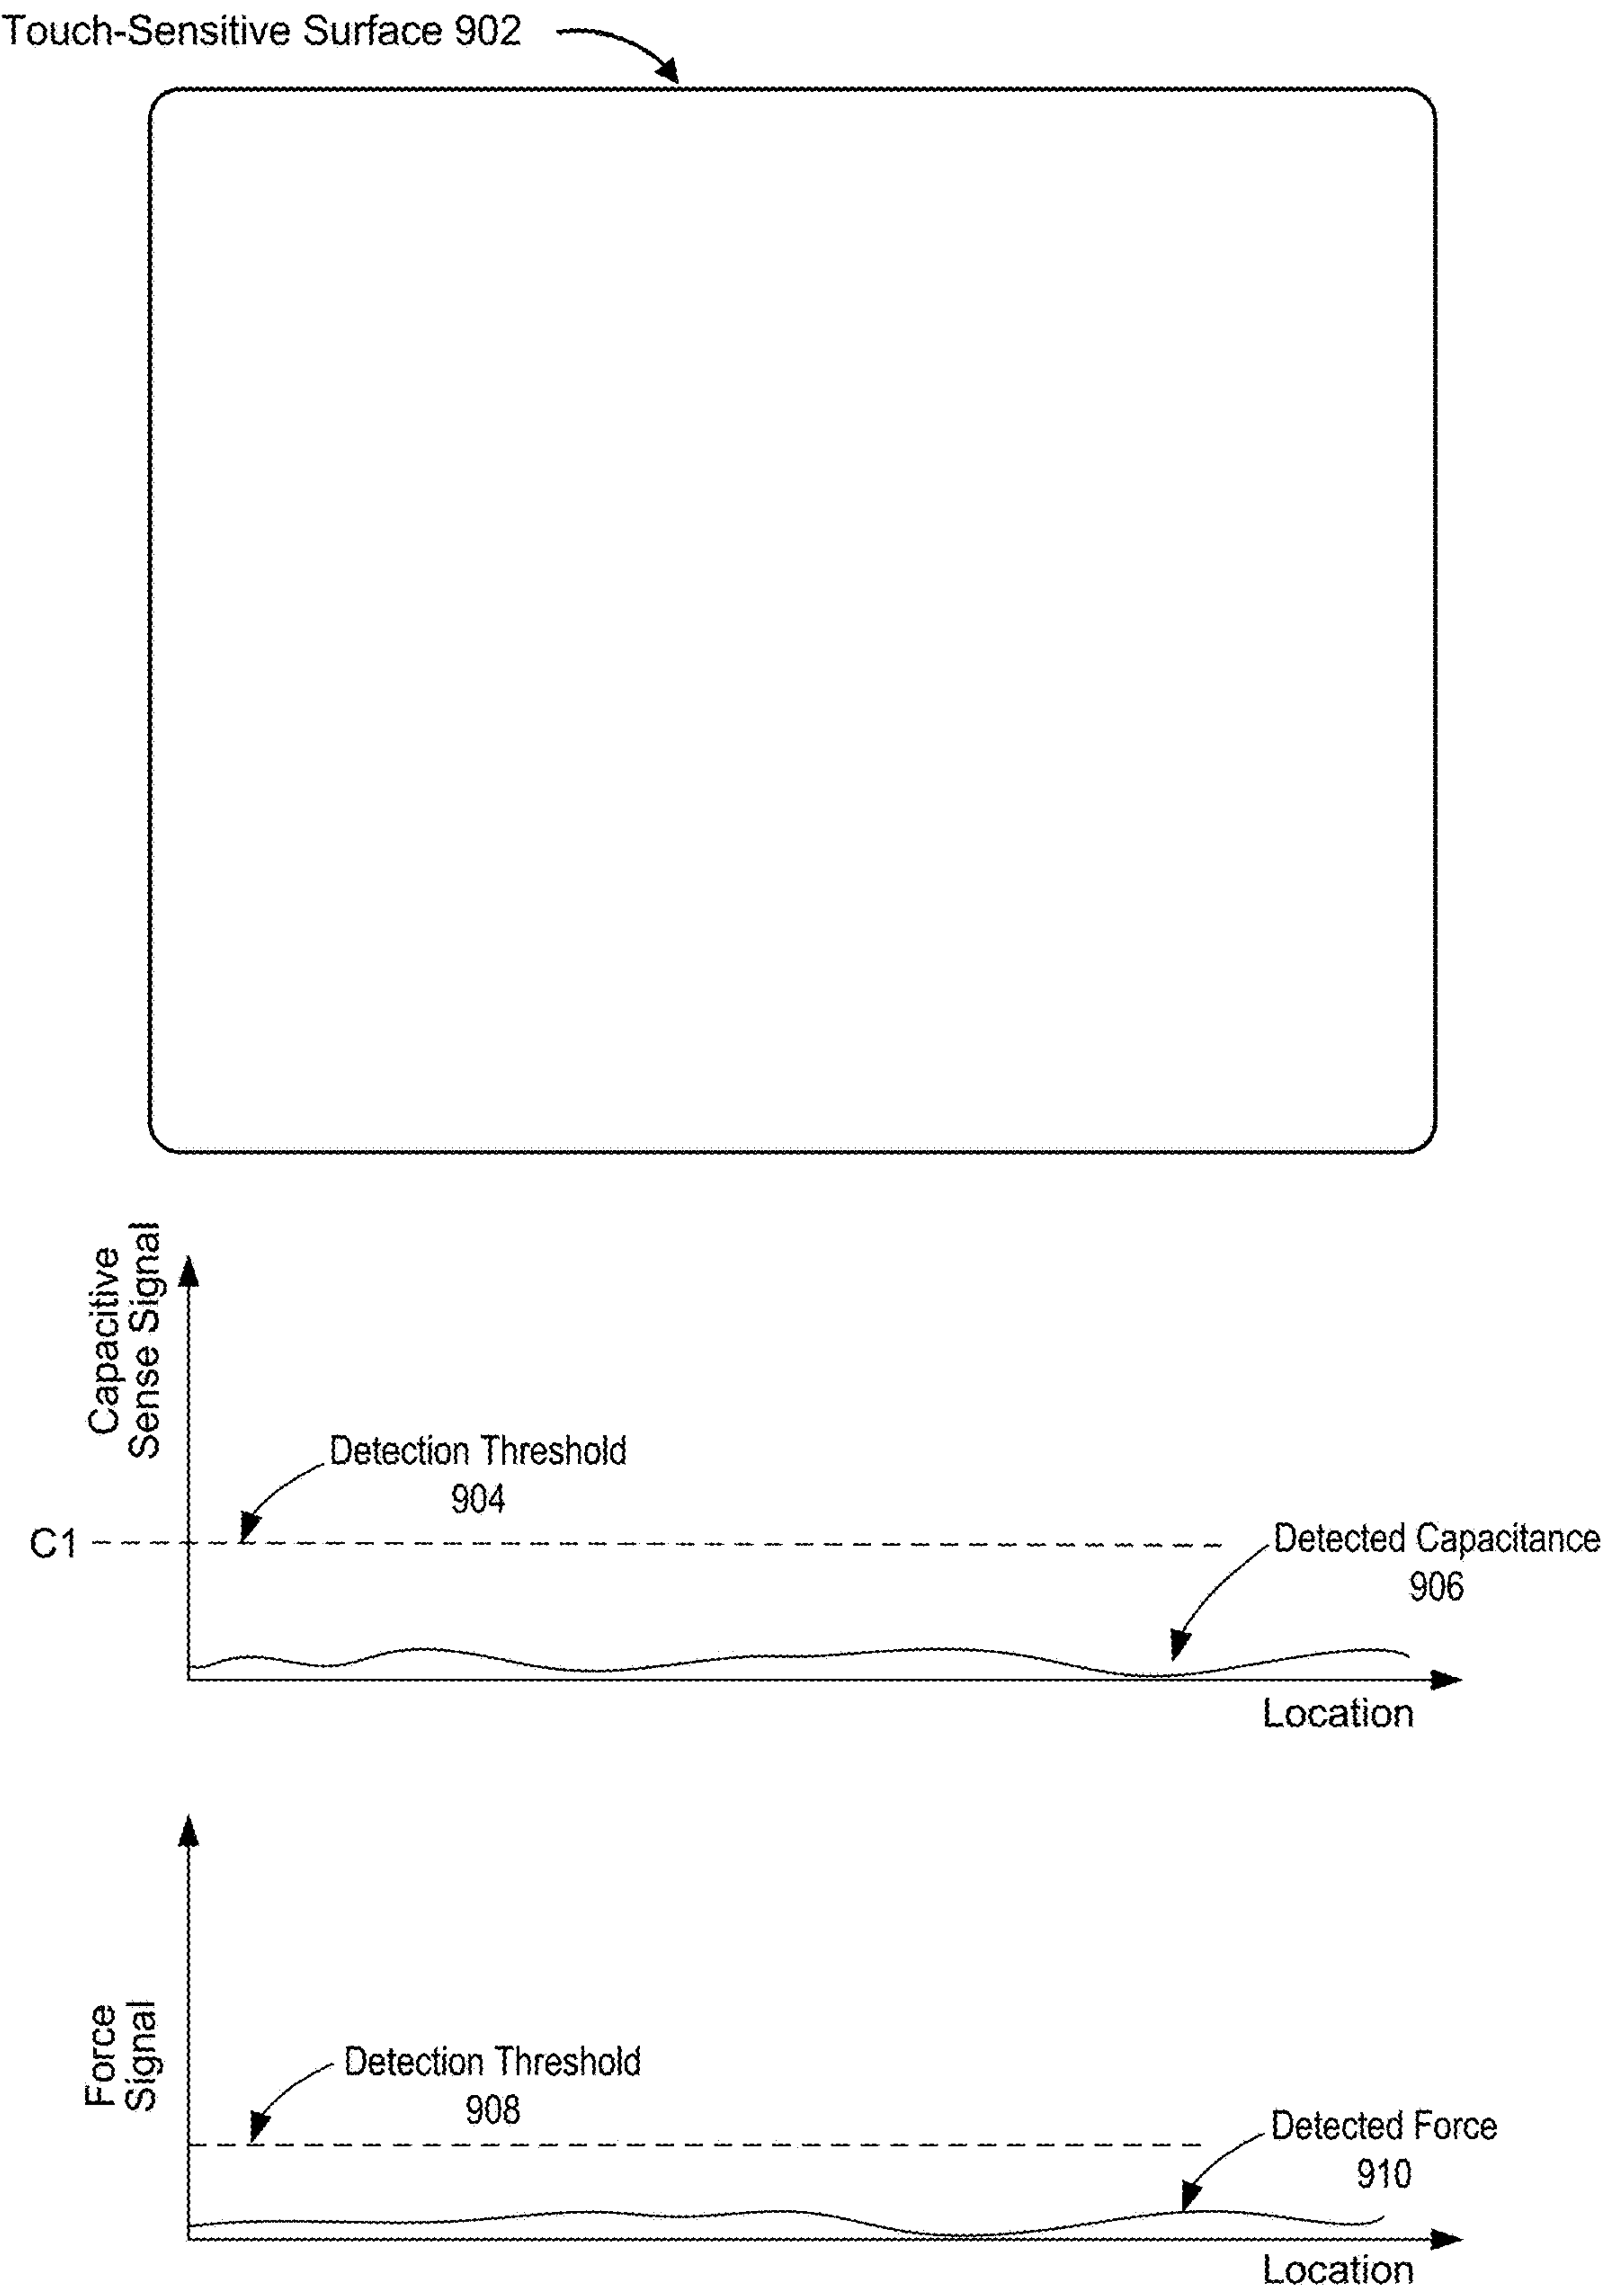 Touch-Sensitive Surface 902
Capacitive
Sense Signal
Detection Threshold
904
C1
Detected Capacitance
906
Location
Force
Signal
Detection Threshold
908
Detected Force
910
Location